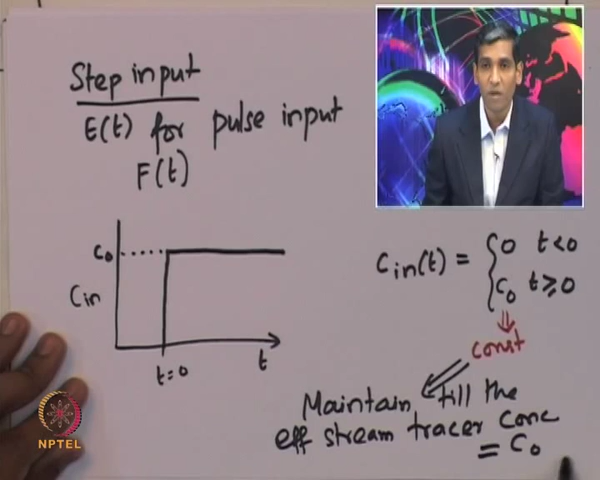 Step input
E(t) for pulse input
F(t)
C₀
Cin
t=0
t
Cin(t) = { 0 t<0
C₀ t≥0
⇓
const
Maintain till the
eff stream tracer conc
= C₀
NPTEL